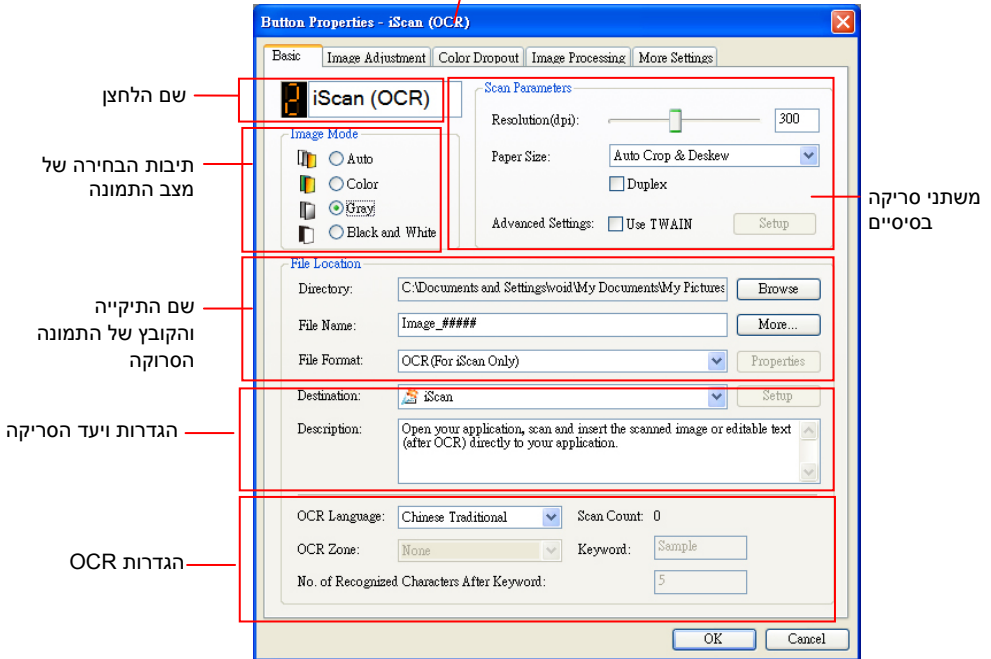 Button Properties - iScan (OCR)
Basic Image Adjustment Color Dropout Image Processing More Settings
שם הלחצן
2 iScan (OCR)
Image Mode
Auto
Color
Gray
Black and White
תיבות הבחירה של
מצב התמונה
Scan Parameters
Resolution(dpi): 300
Paper Size: Auto Crop & Deskew
Duplex
Advanced Settings: Use TWAIN Setup
משתני סריקה
בסיסיים
File Location
Directory: C:\Documents and Settings\void\My Documents\My Pictures Browse
File Name: Image_##### More...
File Format: OCR(For iScan Only) Properties
שם התיקייה
והקובץ של התמונה
הסרוקה
Destination: iScan Setup
Description: Open your application, scan and insert the scanned image or editable text
(after OCR) directly to your application.
הגדרות ויעד הסריקה
OCR Language: Chinese Traditional Scan Count: 0
OCR Zone: None Keyword: Sample
No. of Recognized Characters After Keyword: 5
הגדרות OCR
OK Cancel